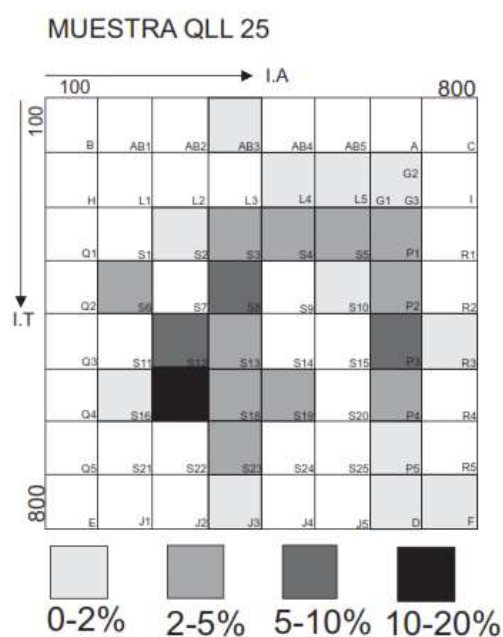 MUESTRA QLL 25
100 I.A 800
100
B AB1 AB2 AB3 AB4 AB5 A C
G2
H L1 L2 L3 L4 L5 G1 G3 I
Q1 S1 S2 S3 S4 S5 P1 R1
Q2 S6 S7 S8 S9 S10 P2 R2
I.T
Q3 S11 S12 S13 S14 S15 P3 R3
Q4 S16 S18 S19 S20 P4 R4
Q5 S21 S22 S23 S24 S25 P5 R5
800
E J1 J2 J3 J4 J5 D F
0-2% 2-5% 5-10% 10-20%